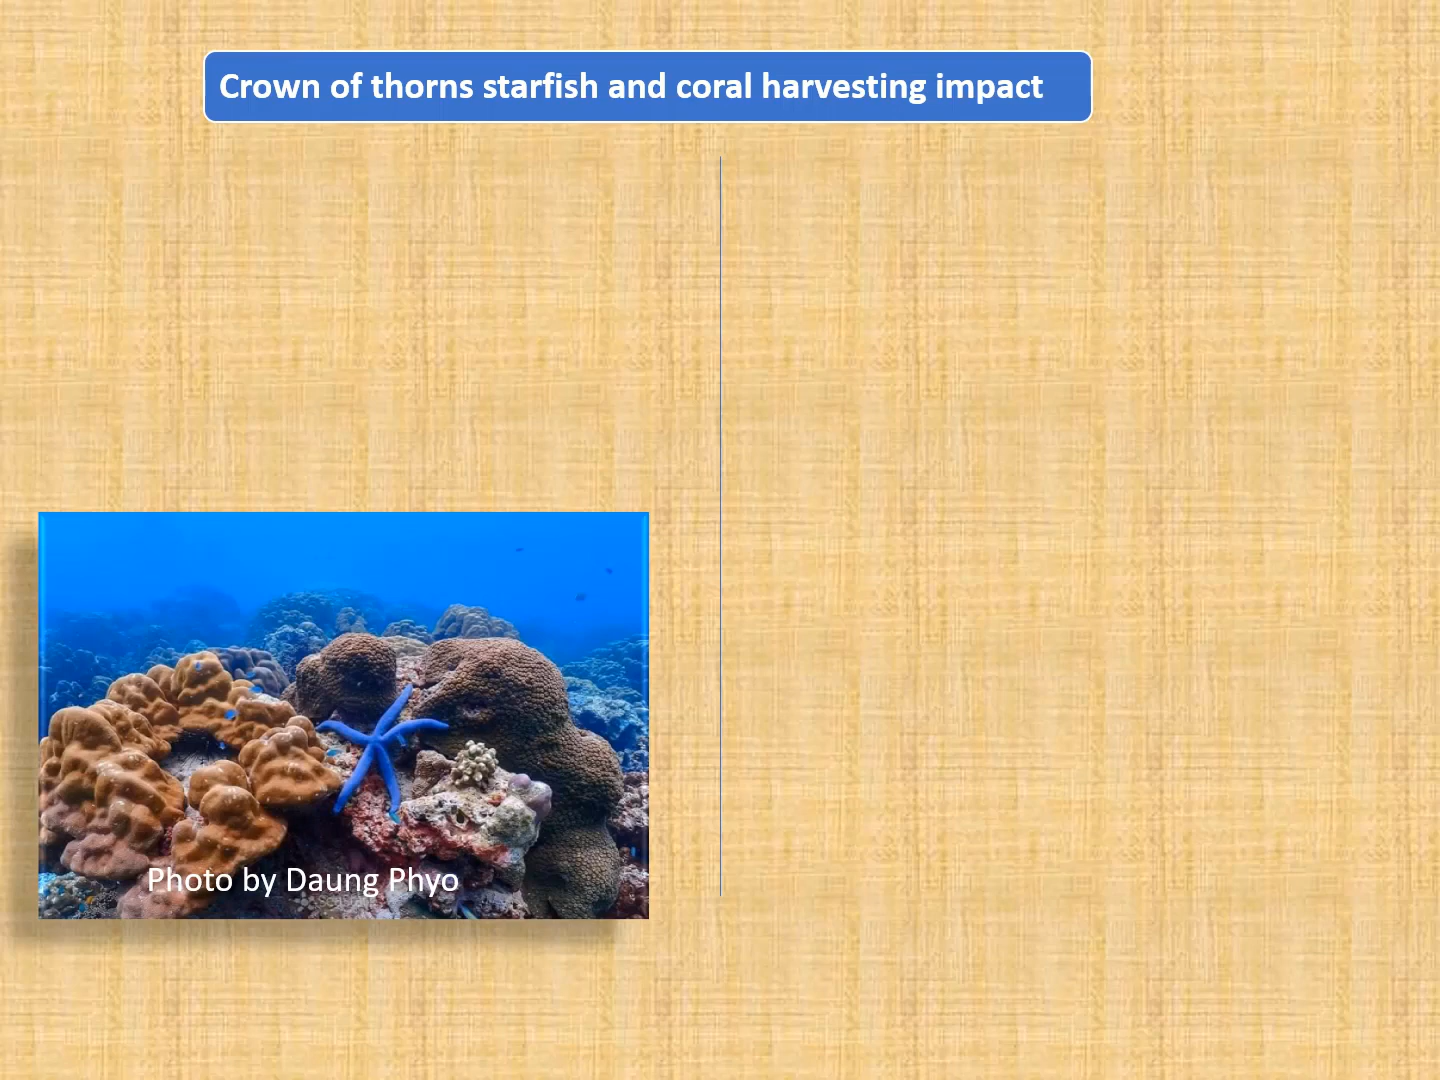 Crown of thorns starfish and coral harvesting impact
Photo by Daung Phyo